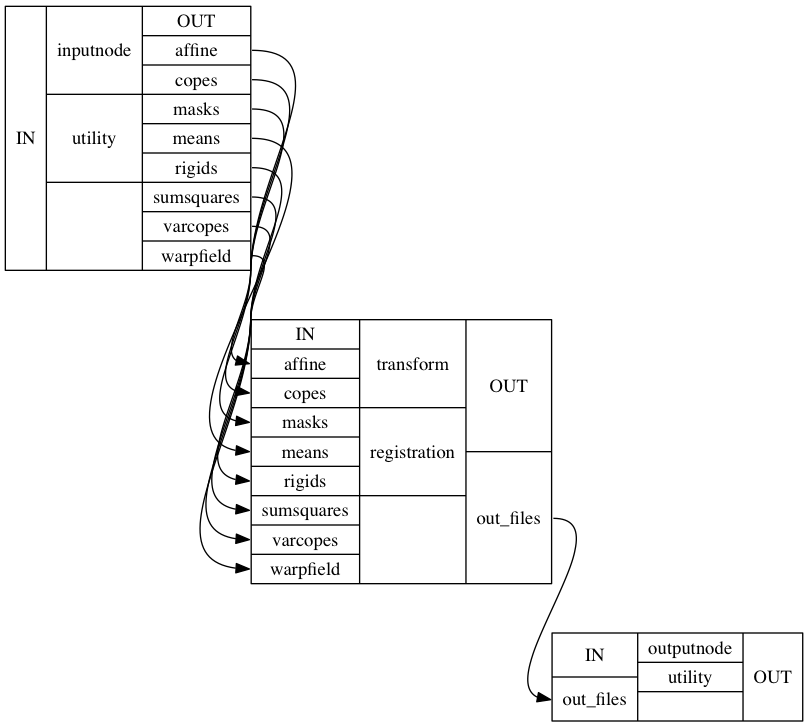 IN
inputnode
utility
OUT
affine
copes
masks
means
rigids
sumsquares
varcopes
warpfield
IN
affine
copes
masks
means
rigids
sumsquares
varcopes
warpfield
transform
registration
OUT
out_files
IN
out_files
outputnode
utility
OUT